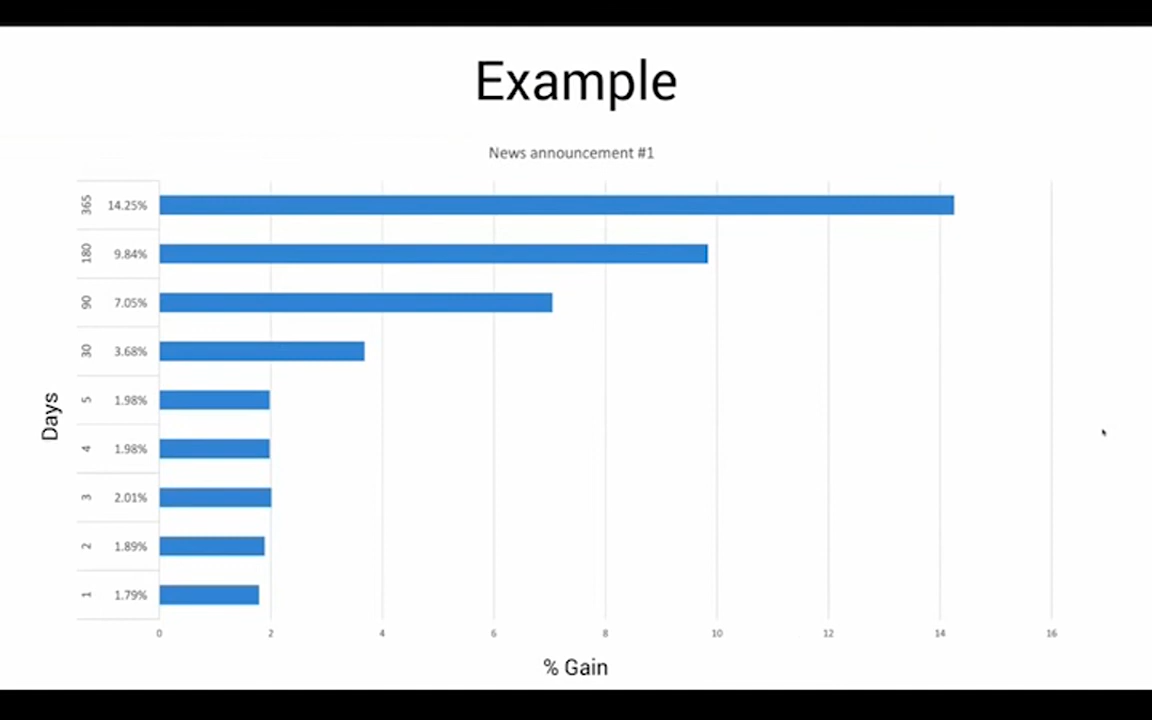 Example
News announcement #1
365 14.25%
180 9.84%
90 7.05%
30 3.68%
5 1.98%
4 1.98%
3 2.01%
2 1.89%
1 1.79%
Days
0 2 4 6 8 10 12 14 16
% Gain